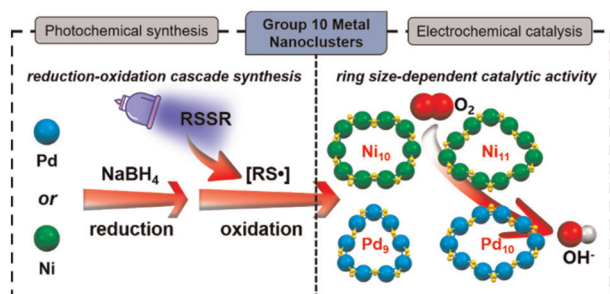 Photochemical synthesis
Group 10 Metal
Nanoclusters
Electrochemical catalysis
reduction-oxidation cascade synthesis
ring size-dependent catalytic activity
RSSR
O₂
Pd
or
Ni
NaBH₄
reduction
[RS•]
oxidation
Ni₁₀
Ni₁₁
Pd₉
Pd₁₀
OH⁻